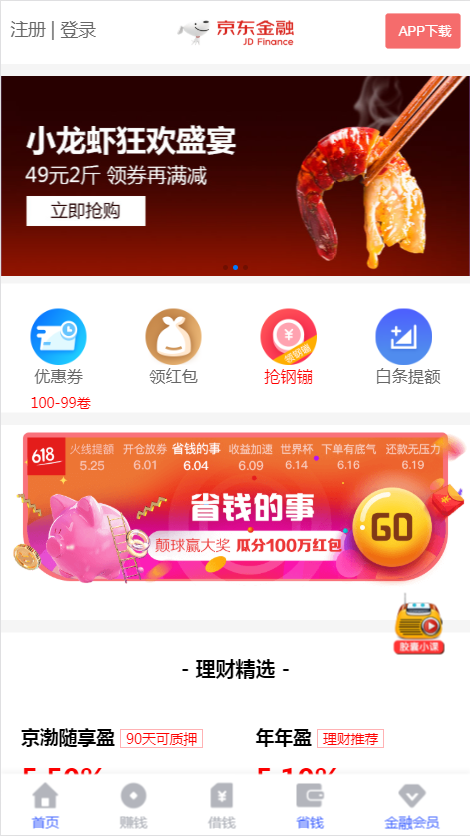 注册 | 登录
京东金融
JD Finance
APP下载
小龙虾狂欢盛宴
49元2斤 领券再满减
立即抢购
优惠券
领红包
抢钢镚
白条提额
100-99卷
618
火线提额 开仓放券 省钱的事 收益加速 世界杯 下单有底气 还款无压力
5.25 6.01 6.04 6.09 6.14 6.16 6.19
省钱的事
GO
颠球赢大奖 瓜分100万红包
胶囊小课
- 理财精选 -
京渤随享盈 90天可质押
年年盈 理财推荐
首页
赚钱
借钱
省钱
金融会员